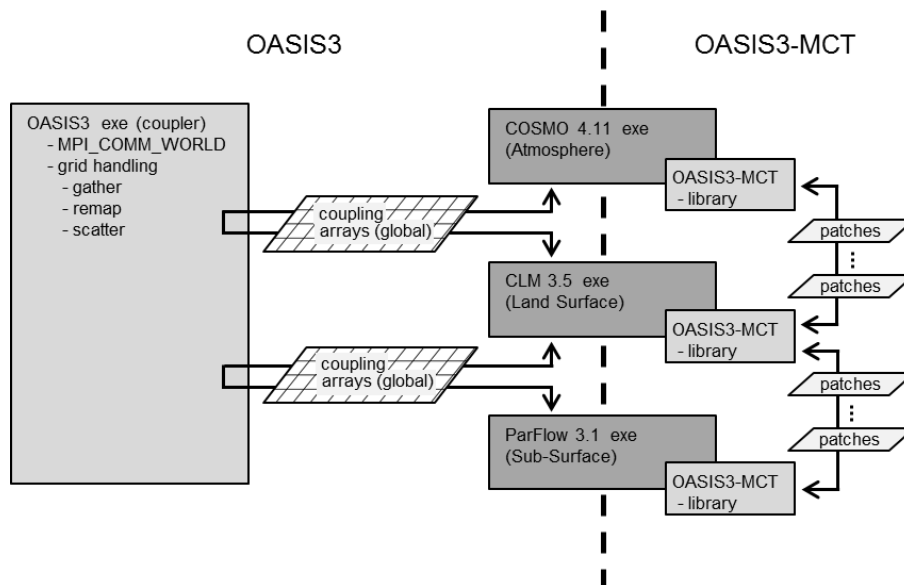 OASIS3
OASIS3-MCT
OASIS3 exe (coupler)
- MPI_COMM_WORLD
- grid handling
- gather
- remap
- scatter
coupling
arrays (global)
coupling
arrays (global)
COSMO 4.11 exe
(Atmosphere)
OASIS3-MCT
- library
CLM 3.5 exe
(Land Surface)
OASIS3-MCT
- library
ParFlow 3.1 exe
(Sub-Surface)
OASIS3-MCT
- library
patches
...
patches
patches
...
patches